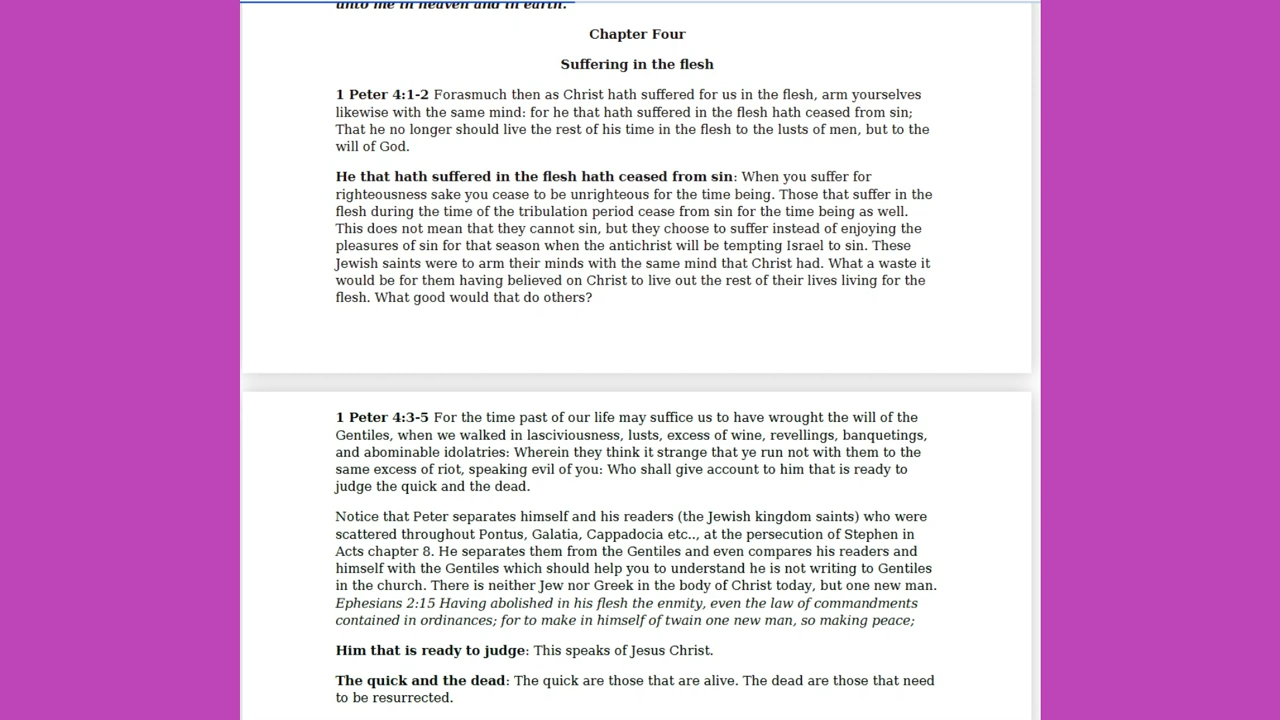 unto me in heaven and in earth.
Chapter Four
Suffering in the flesh
1 Peter 4:1-2 Forasmuch then as Christ hath suffered for us in the flesh, arm yourselves
likewise with the same mind: for he that hath suffered in the flesh hath ceased from sin;
That he no longer should live the rest of his time in the flesh to the lusts of men, but to the
will of God.
He that hath suffered in the flesh hath ceased from sin: When you suffer for
righteousness sake you cease to be unrighteous for the time being. Those that suffer in the
flesh during the time of the tribulation period cease from sin for the time being as well.
This does not mean that they cannot sin, but they choose to suffer instead of enjoying the
pleasures of sin for that season when the antichrist will be tempting Israel to sin. These
Jewish saints were to arm their minds with the same mind that Christ had. What a waste it
would be for them having believed on Christ to live out the rest of their lives living for the
flesh. What good would that do others?
1 Peter 4:3-5 For the time past of our life may suffice us to have wrought the will of the
Gentiles, when we walked in lasciviousness, lusts, excess of wine, revellings, banquetings,
and abominable idolatries: Wherein they think it strange that ye run not with them to the
same excess of riot, speaking evil of you: Who shall give account to him that is ready to
judge the quick and the dead.
Notice that Peter separates himself and his readers (the Jewish kingdom saints) who were
scattered throughout Pontus, Galatia, Cappadocia etc.., at the persecution of Stephen in
Acts chapter 8. He separates them from the Gentiles and even compares his readers and
himself with the Gentiles which should help you to understand he is not writing to Gentiles
in the church. There is neither Jew nor Greek in the body of Christ today, but one new man.
Ephesians 2:15 Having abolished in his flesh the enmity, even the law of commandments
contained in ordinances; for to make in himself of twain one new man, so making peace;
Him that is ready to judge: This speaks of Jesus Christ.
The quick and the dead: The quick are those that are alive. The dead are those that need
to be resurrected.